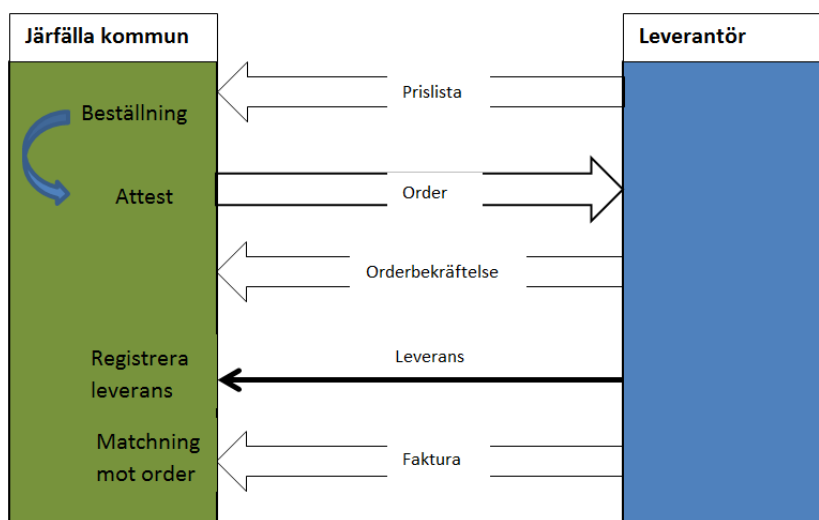 Järfälla kommun
Leverantör
Prislista
Beställning
Attest
Order
Orderbekräftelse
Registrera
leverans
Leverans
Matchning
mot order
Faktura